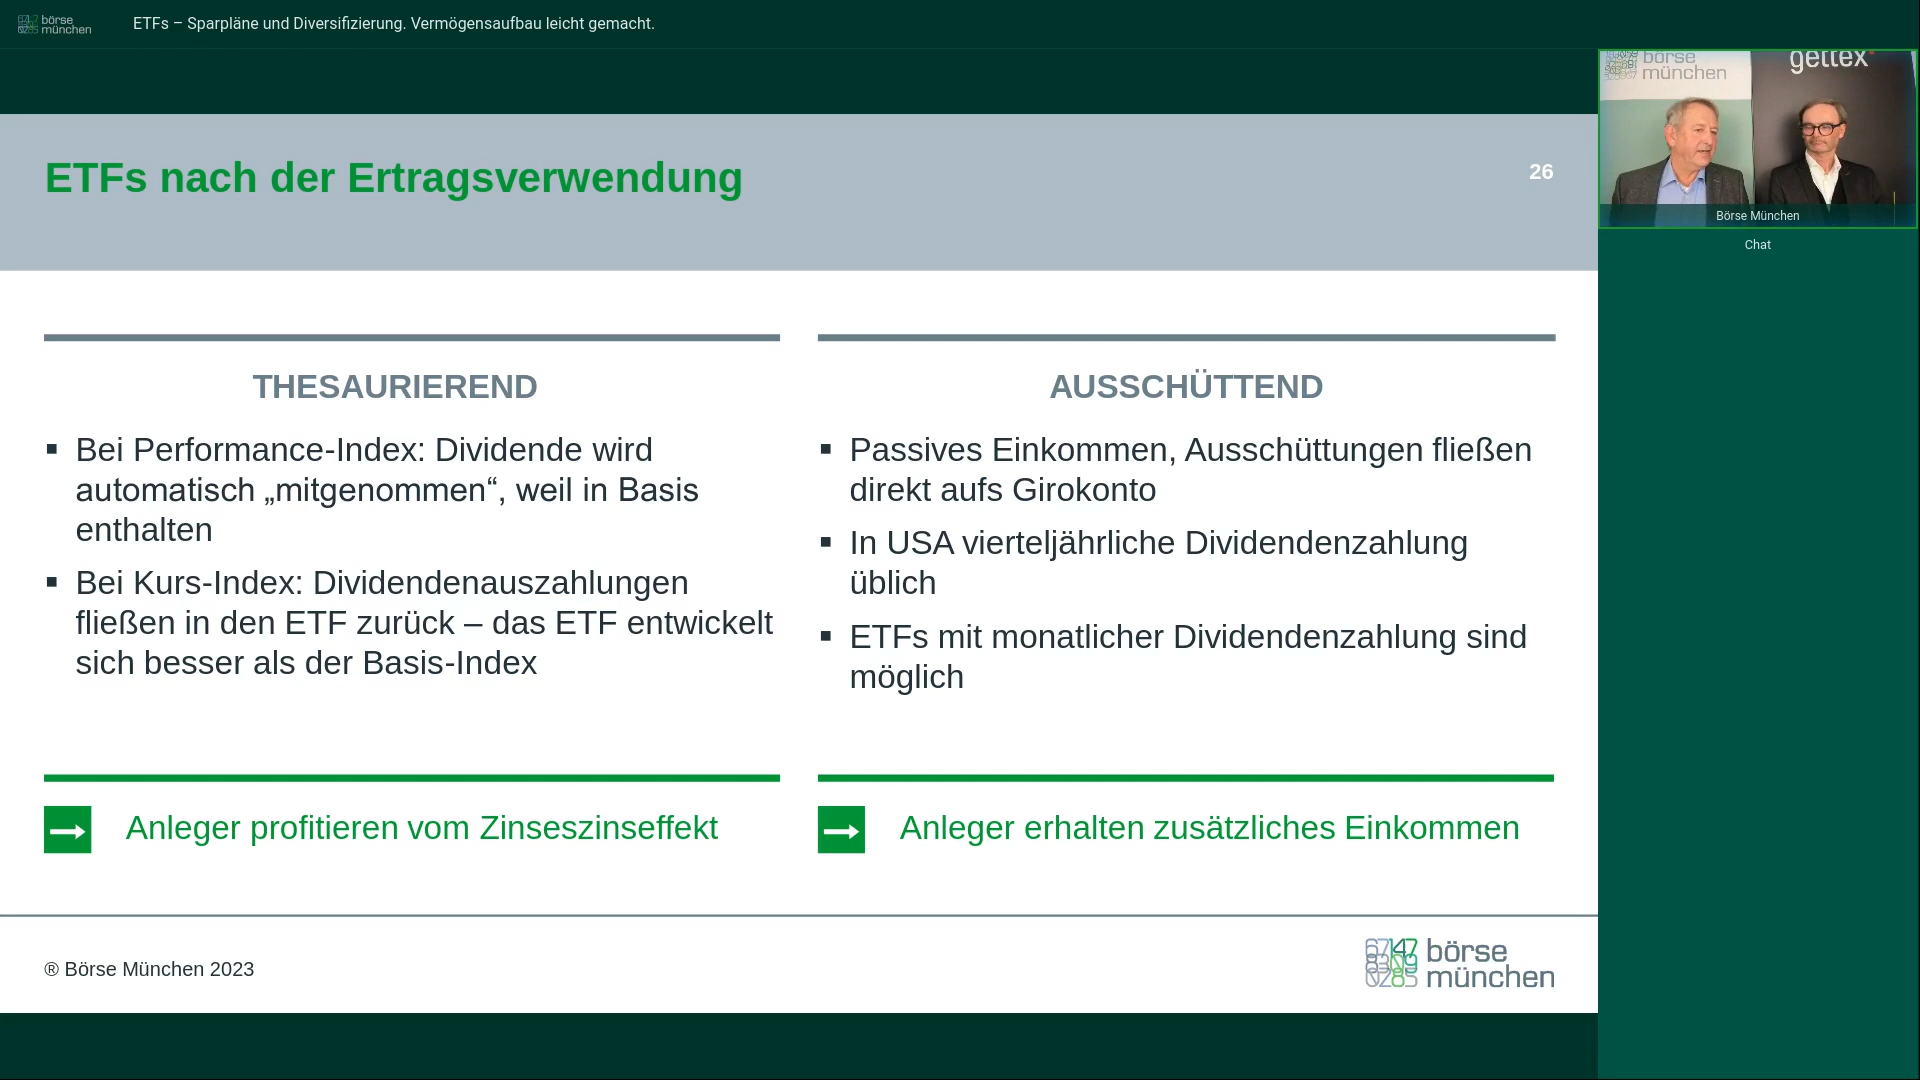 börse
münchen
ETFs – Sparpläne und Diversifizierung. Vermögensaufbau leicht gemacht.
börse
münchen
gettex
Börse München
Chat
ETFs nach der Ertragsverwendung
26
THESAURIEREND
▪ Bei Performance-Index: Dividende wird
automatisch „mitgenommen“, weil in Basis
enthalten
▪ Bei Kurs-Index: Dividendenauszahlungen
fließen in den ETF zurück – das ETF entwickelt
sich besser als der Basis-Index
Anleger profitieren vom Zinseszinseffekt
AUSSCHÜTTEND
▪ Passives Einkommen, Ausschüttungen fließen
direkt aufs Girokonto
▪ In USA vierteljährliche Dividendenzahlung
üblich
▪ ETFs mit monatlicher Dividendenzahlung sind
möglich
Anleger erhalten zusätzliches Einkommen
® Börse München 2023
börse
münchen